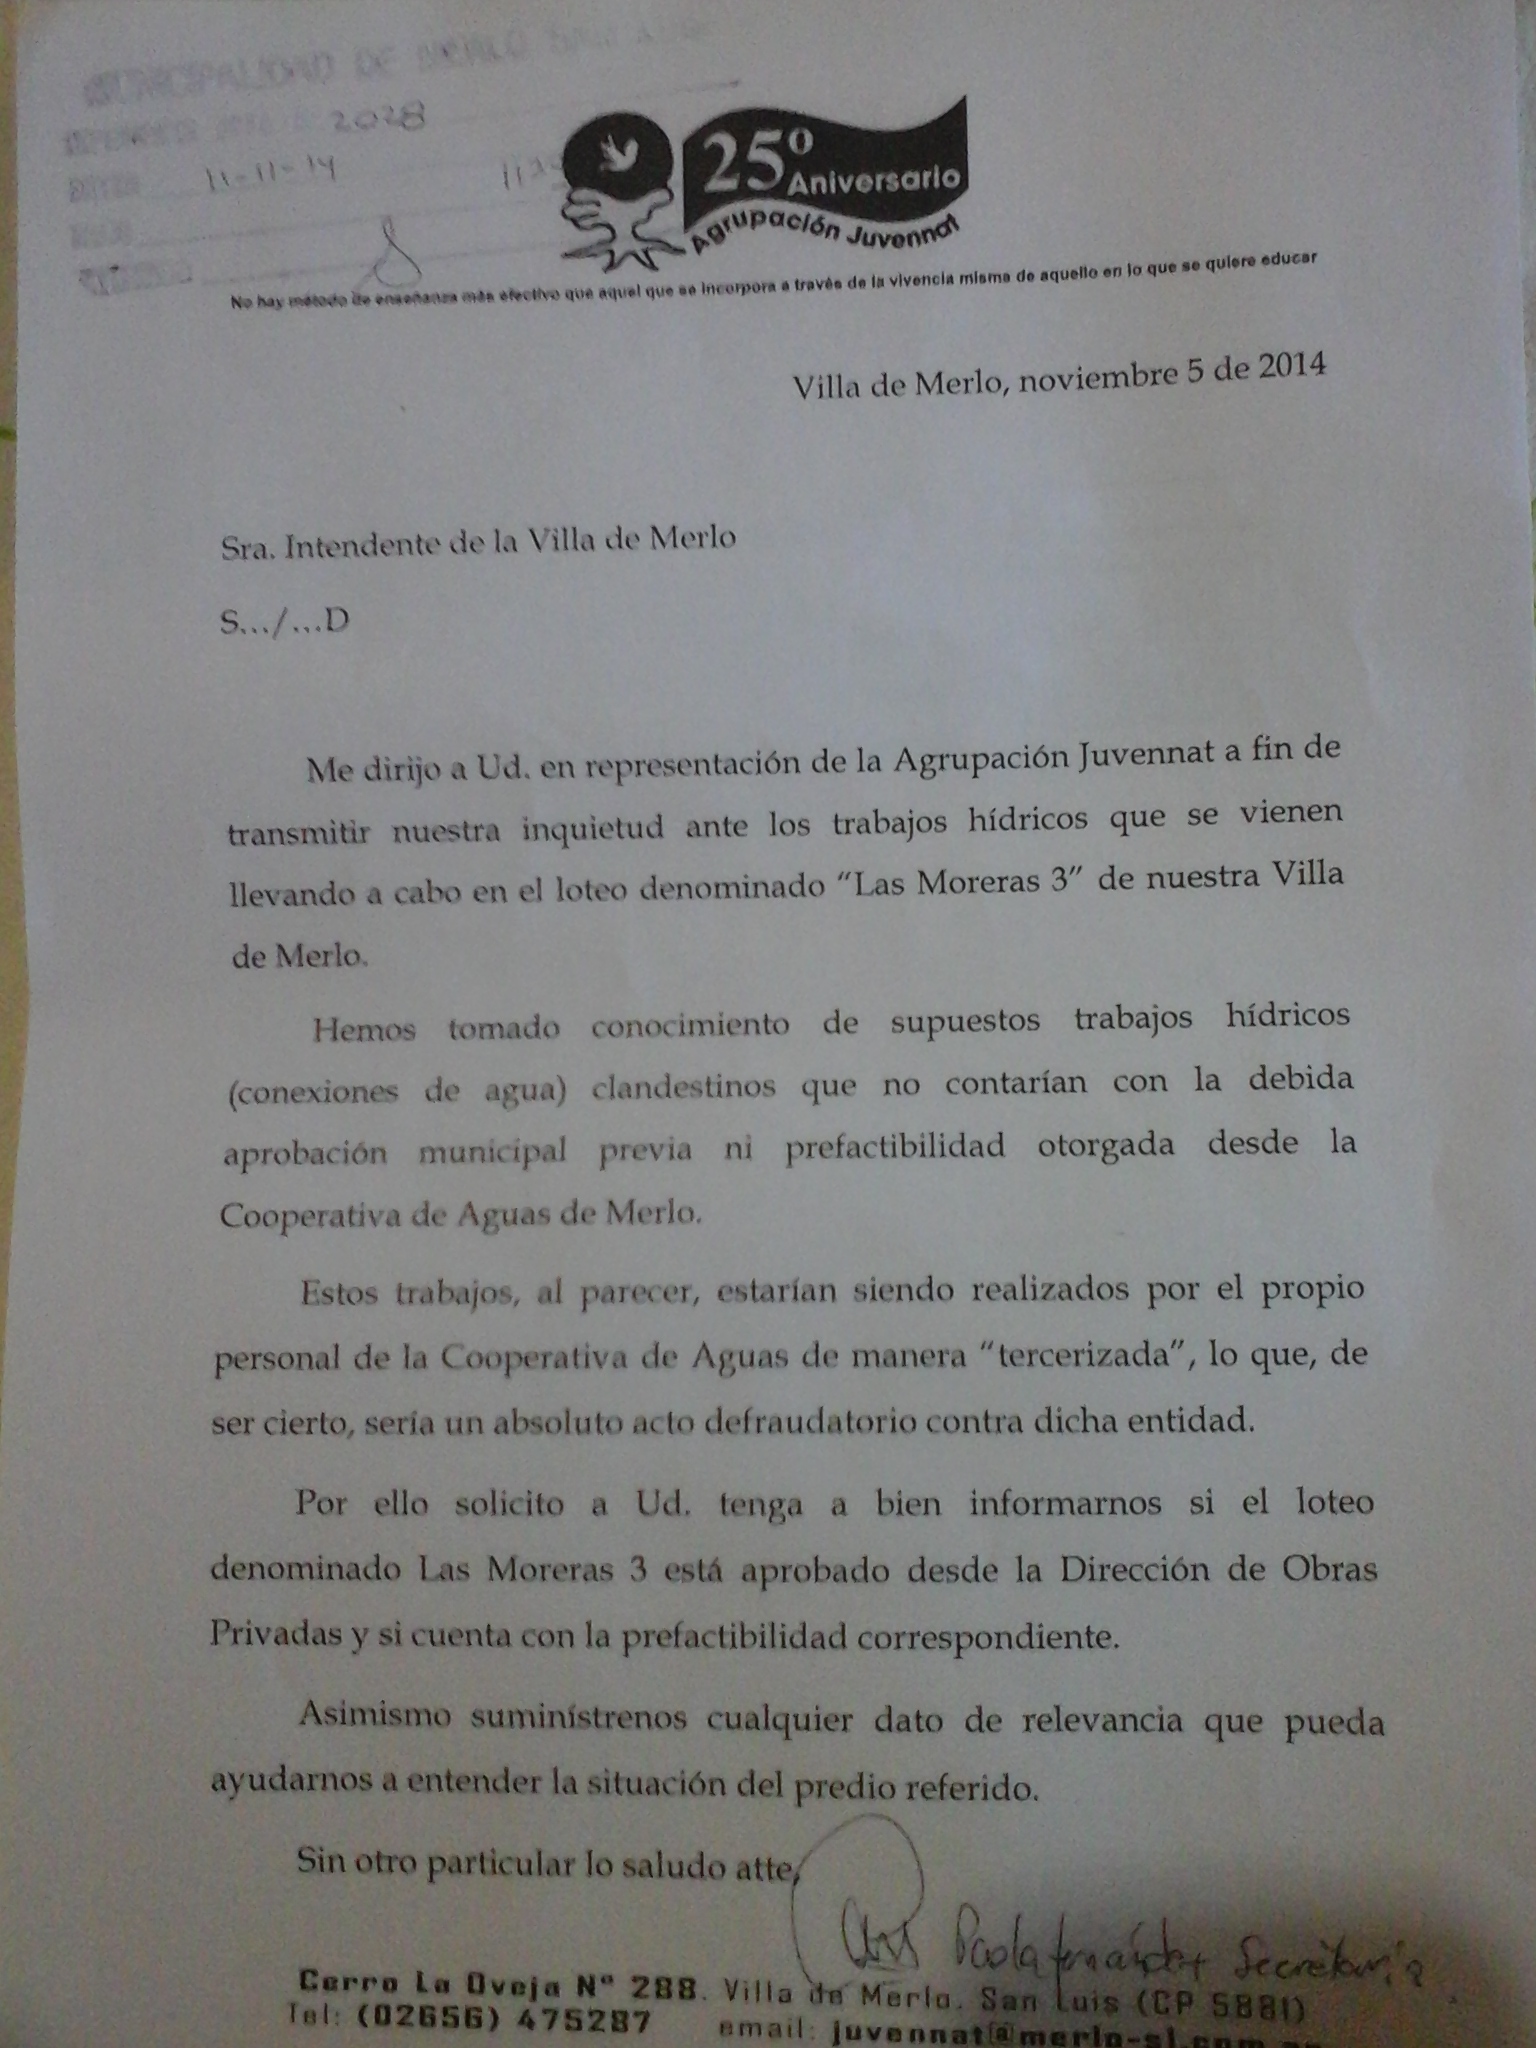 MUNICIPALIDAD DE MERLO
2028
11-11-14
25º
Aniversario
Agrupación Juvennat
No hay método de enseñanza más efectivo que aquel que se incorpora a través de la vivencia misma de aquello en lo que se quiere educar
Villa de Merlo, noviembre 5 de 2014
Sra. Intendente de la Villa de Merlo
S.../...D
Me dirijo a Ud. en representación de la Agrupación Juvennat a fin de
transmitir nuestra inquietud ante los trabajos hídricos que se vienen
llevando a cabo en el loteo denominado “Las Moreras 3” de nuestra Villa
de Merlo.
Hemos tomado conocimiento de supuestos trabajos hídricos
(conexiones de agua) clandestinos que no contarían con la debida
aprobación municipal previa ni prefactibilidad otorgada desde la
Cooperativa de Aguas de Merlo.
Estos trabajos, al parecer, estarían siendo realizados por el propio
personal de la Cooperativa de Aguas de manera “tercerizada”, lo que, de
ser cierto, sería un absoluto acto defraudatorio contra dicha entidad.
Por ello solicito a Ud. tenga a bien informarnos si el loteo
denominado Las Moreras 3 está aprobado desde la Dirección de Obras
Privadas y si cuenta con la prefactibilidad correspondiente.
Asimismo suminístrenos cualquier dato de relevancia que pueda
ayudarnos a entender la situación del predio referido.
Sin otro particular lo saludo atte,
Paola Fernández Secretaria
Cerro La Oveja Nº 288. Villa de Merlo. San Luis (CP 5881)
Tel: (02656) 475287 email: juvennat@merlo-sl.com.ar